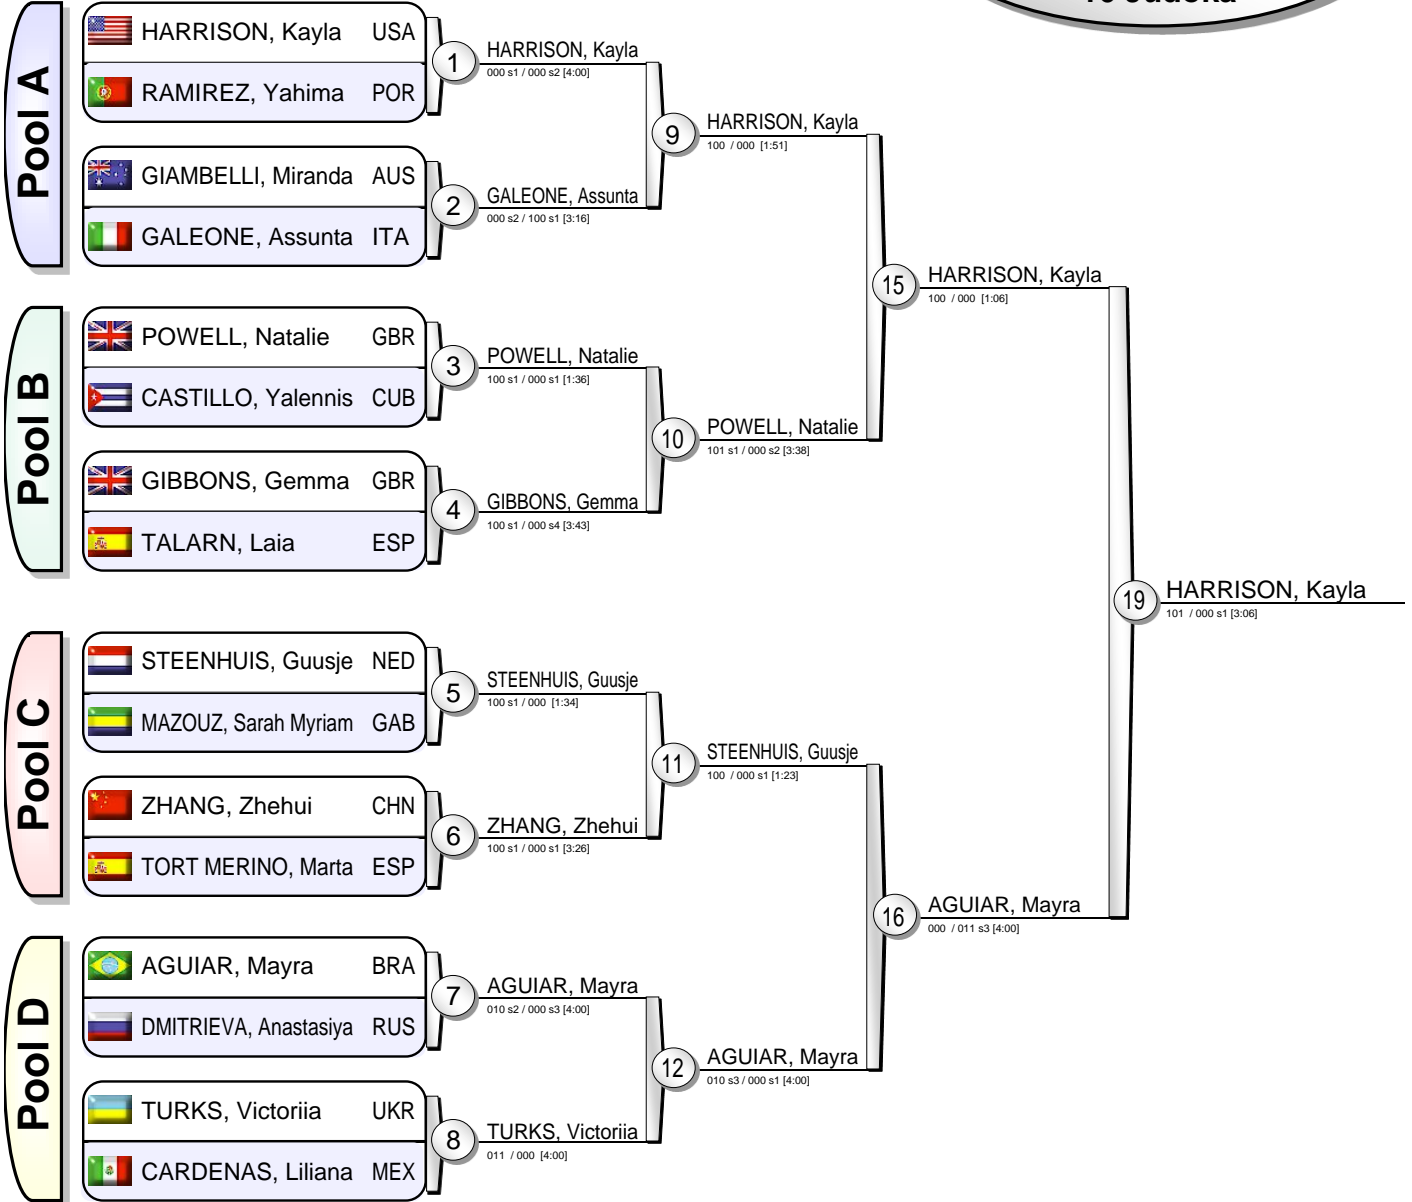 16 Judoka
Pool A
HARRISON, Kayla USA
RAMIREZ, Yahima POR
GIAMBELLI, Miranda AUS
GALEONE, Assunta ITA
1
HARRISON, Kayla
000 s1 / 000 s2 [4:00]
2
GALEONE, Assunta
000 s2 / 100 s1 [3:16]
9
HARRISON, Kayla
100 / 000 [1:51]
Pool B
POWELL, Natalie GBR
CASTILLO, Yalennis CUB
GIBBONS, Gemma GBR
TALARN, Laia ESP
3
POWELL, Natalie
100 s1 / 000 s1 [1:36]
4
GIBBONS, Gemma
100 s1 / 000 s4 [3:43]
10
POWELL, Natalie
101 s1 / 000 s2 [3:38]
15
HARRISON, Kayla
100 / 000 [1:06]
Pool C
STEENHUIS, Guusje NED
MAZOUZ, Sarah Myriam GAB
ZHANG, Zhehui CHN
TORT MERINO, Marta ESP
5
STEENHUIS, Guusje
100 s1 / 000 [1:34]
6
ZHANG, Zhehui
100 s1 / 000 s1 [3:26]
11
STEENHUIS, Guusje
100 / 000 s1 [1:23]
Pool D
AGUIAR, Mayra BRA
DMITRIEVA, Anastasiya RUS
TURKS, Victoriia UKR
CARDENAS, Liliana MEX
7
AGUIAR, Mayra
010 s2 / 000 s3 [4:00]
8
TURKS, Victoriia
011 / 000 [4:00]
12
AGUIAR, Mayra
010 s3 / 000 s1 [4:00]
16
AGUIAR, Mayra
000 / 011 s3 [4:00]
19
HARRISON, Kayla
101 / 000 s1 [3:06]